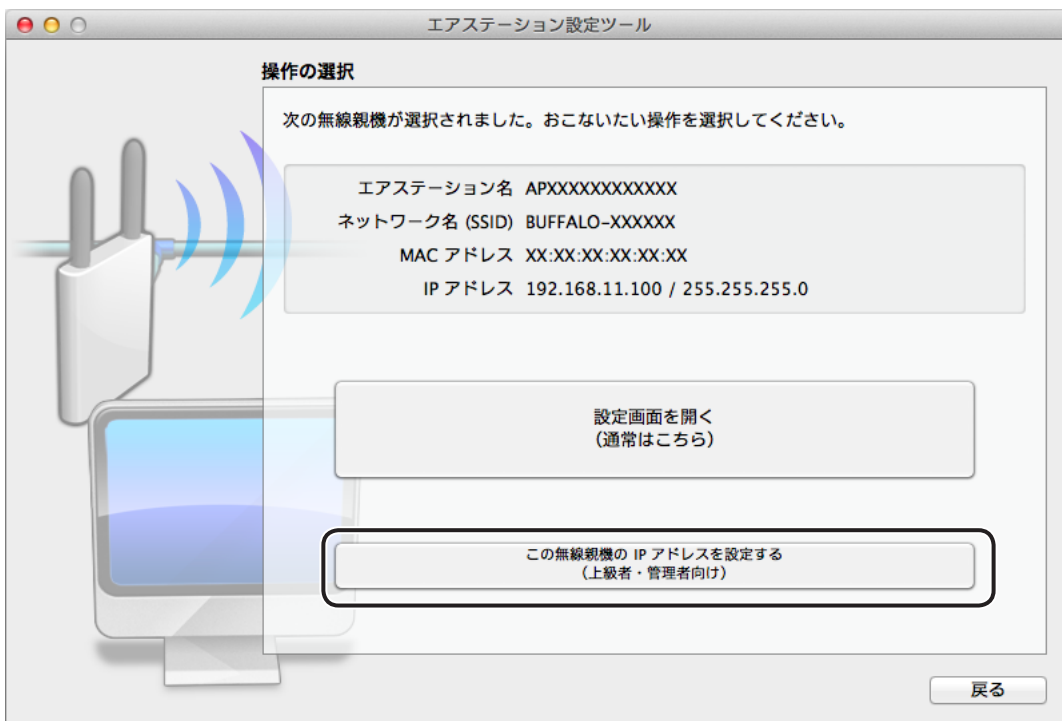 エアステーション設定ツール
操作の選択
次の無線親機が選択されました。おこないたい操作を選択してください。
エアステーション名 APXXXXXXXXXXXX
ネットワーク名 (SSID) BUFFALO-XXXXXX
MAC アドレス XX:XX:XX:XX:XX:XX
IP アドレス 192.168.11.100 / 255.255.255.0
設定画面を開く
(通常はこちら)
この無線親機の IP アドレスを設定する
(上級者・管理者向け)
戻る